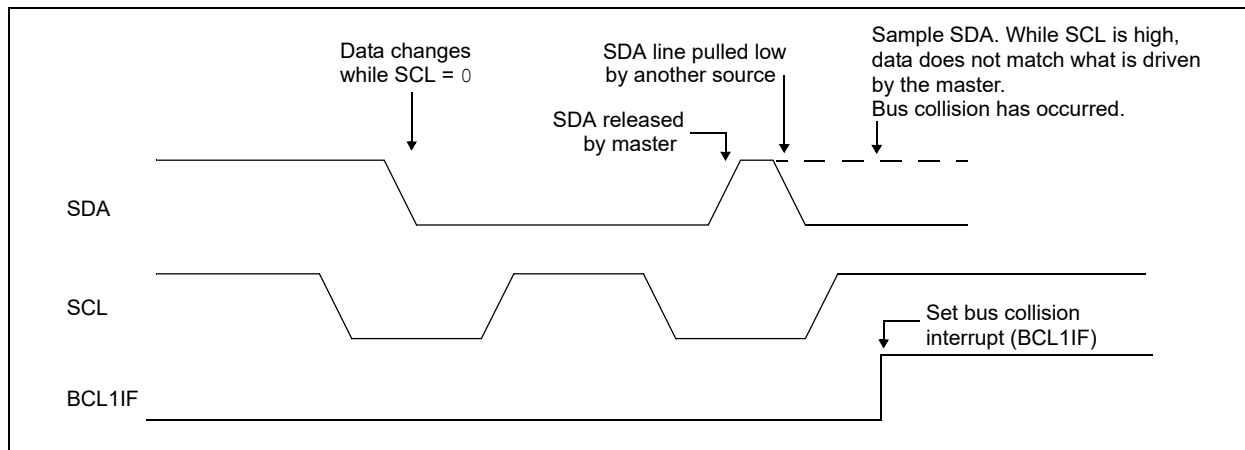 Data changes
while SCL = 0
SDA line pulled low
by another source
Sample SDA. While SCL is high,
data does not match what is driven
by the master.
Bus collision has occurred.
SDA released
by master
SDA
SCL
Set bus collision
interrupt (BCL1IF)
BCL1IF